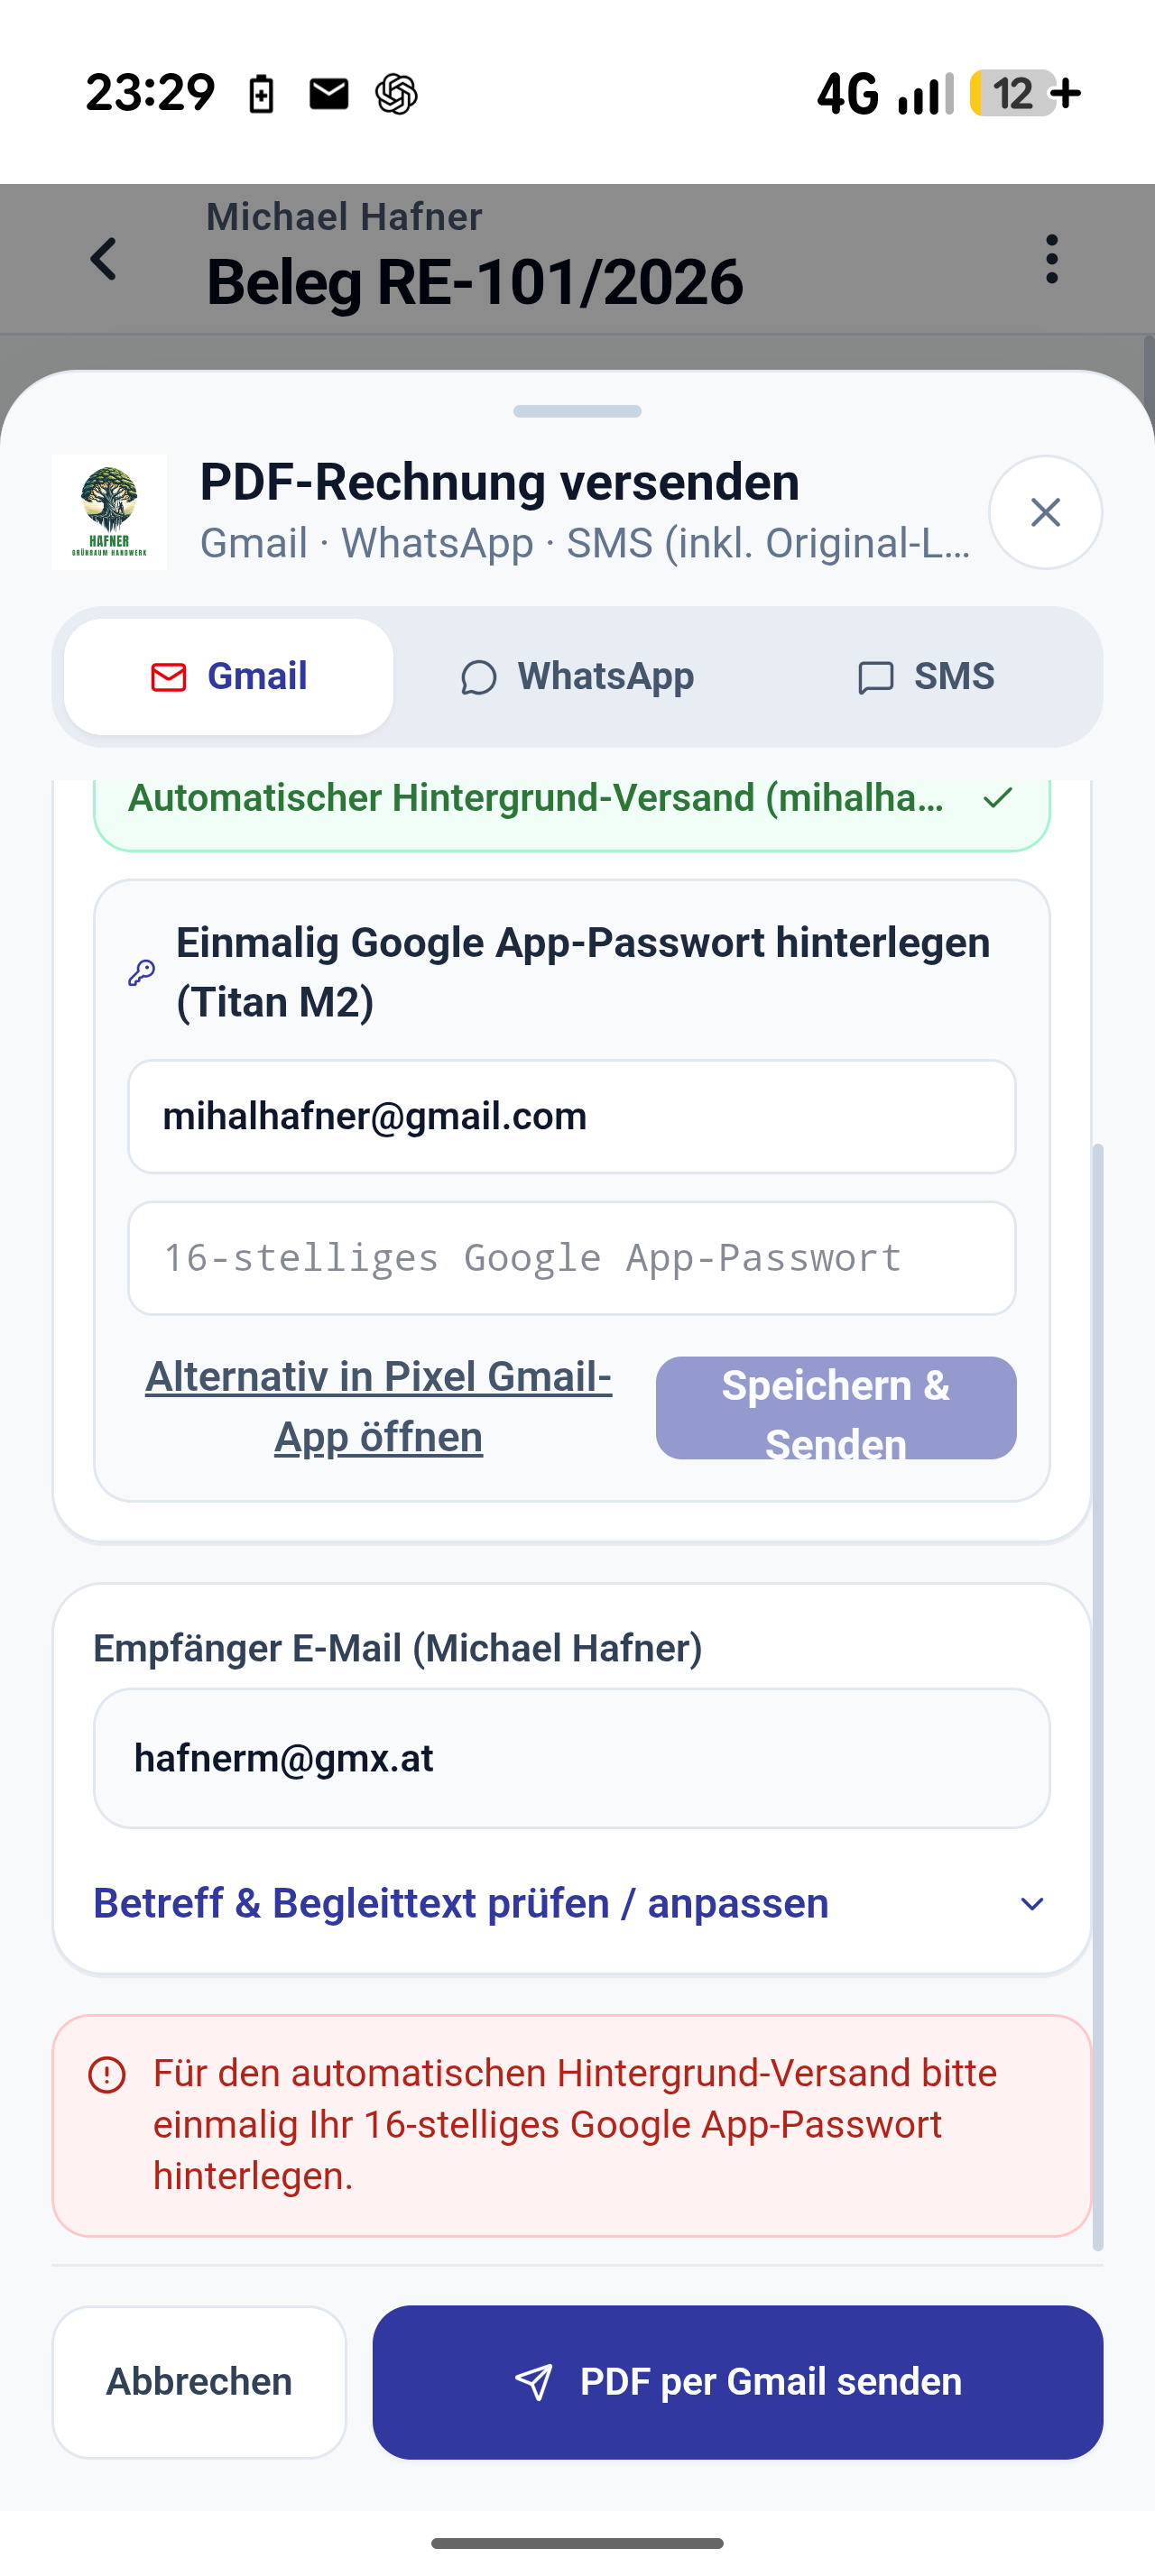 23:29
4G
12
Michael Hafner
Beleg RE-101/2026
HAFNER
GRÜNRAUM HANDWERK
PDF-Rechnung versenden
Gmail · WhatsApp · SMS (inkl. Original-L...
Gmail
WhatsApp
SMS
Automatischer Hintergrund-Versand (mihalha...
Einmalig Google App-Passwort hinterlegen
(Titan M2)
mihalhafner@gmail.com
16-stelliges Google App-Passwort
Alternativ in Pixel Gmail-
App öffnen
Speichern &
Senden
Empfänger E-Mail (Michael Hafner)
hafnerm@gmx.at
Betreff & Begleittext prüfen / anpassen
Für den automatischen Hintergrund-Versand bitte
einmalig Ihr 16-stelliges Google App-Passwort
hinterlegen.
Abbrechen
PDF per Gmail senden